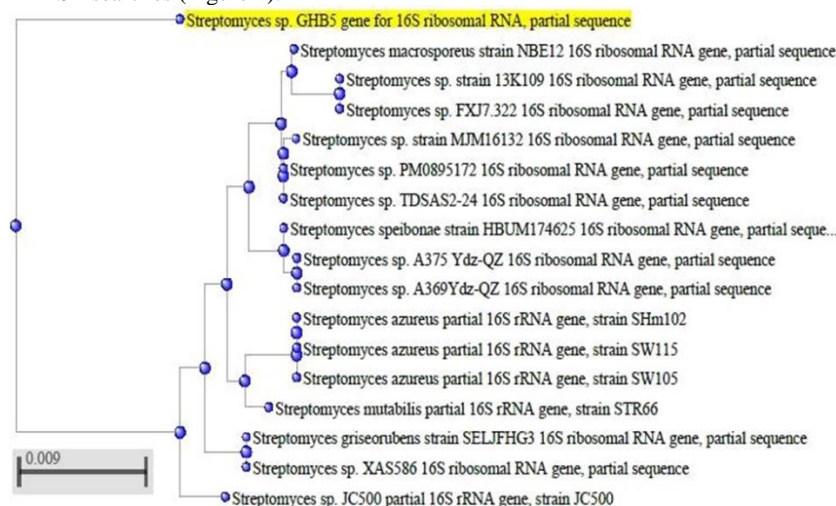 Streptomyces sp. GHB5 gene for 16S ribosomal RNA, partial sequence
Streptomyces macrosporeus strain NBE12 16S ribosomal RNA gene, partial sequence
Streptomyces sp. strain 13K109 16S ribosomal RNA gene, partial sequence
Streptomyces sp. FXJ7.322 16S ribosomal RNA gene, partial sequence
Streptomyces sp. strain MJM16132 16S ribosomal RNA gene, partial sequence
Streptomyces sp. PM0895172 16S ribosomal RNA gene, partial sequence
Streptomyces sp. TDSAS2-24 16S ribosomal RNA gene, partial sequence
Streptomyces speibonae strain HBUM174625 16S ribosomal RNA gene, partial seque...
Streptomyces sp. A375 Ydz-QZ 16S ribosomal RNA gene, partial sequence
Streptomyces sp. A369Ydz-QZ 16S ribosomal RNA gene, partial sequence
Streptomyces azureus partial 16S rRNA gene, strain SHm102
Streptomyces azureus partial 16S rRNA gene, strain SW115
Streptomyces azureus partial 16S rRNA gene, strain SW105
Streptomyces mutabilis partial 16S rRNA gene, strain STR66
Streptomyces griseorubens strain SELJFHG3 16S ribosomal RNA gene, partial sequence
Streptomyces sp. XAS586 16S ribosomal RNA gene, partial sequence
0.009
Streptomyces sp. JC500 partial 16S rRNA gene, strain JC500